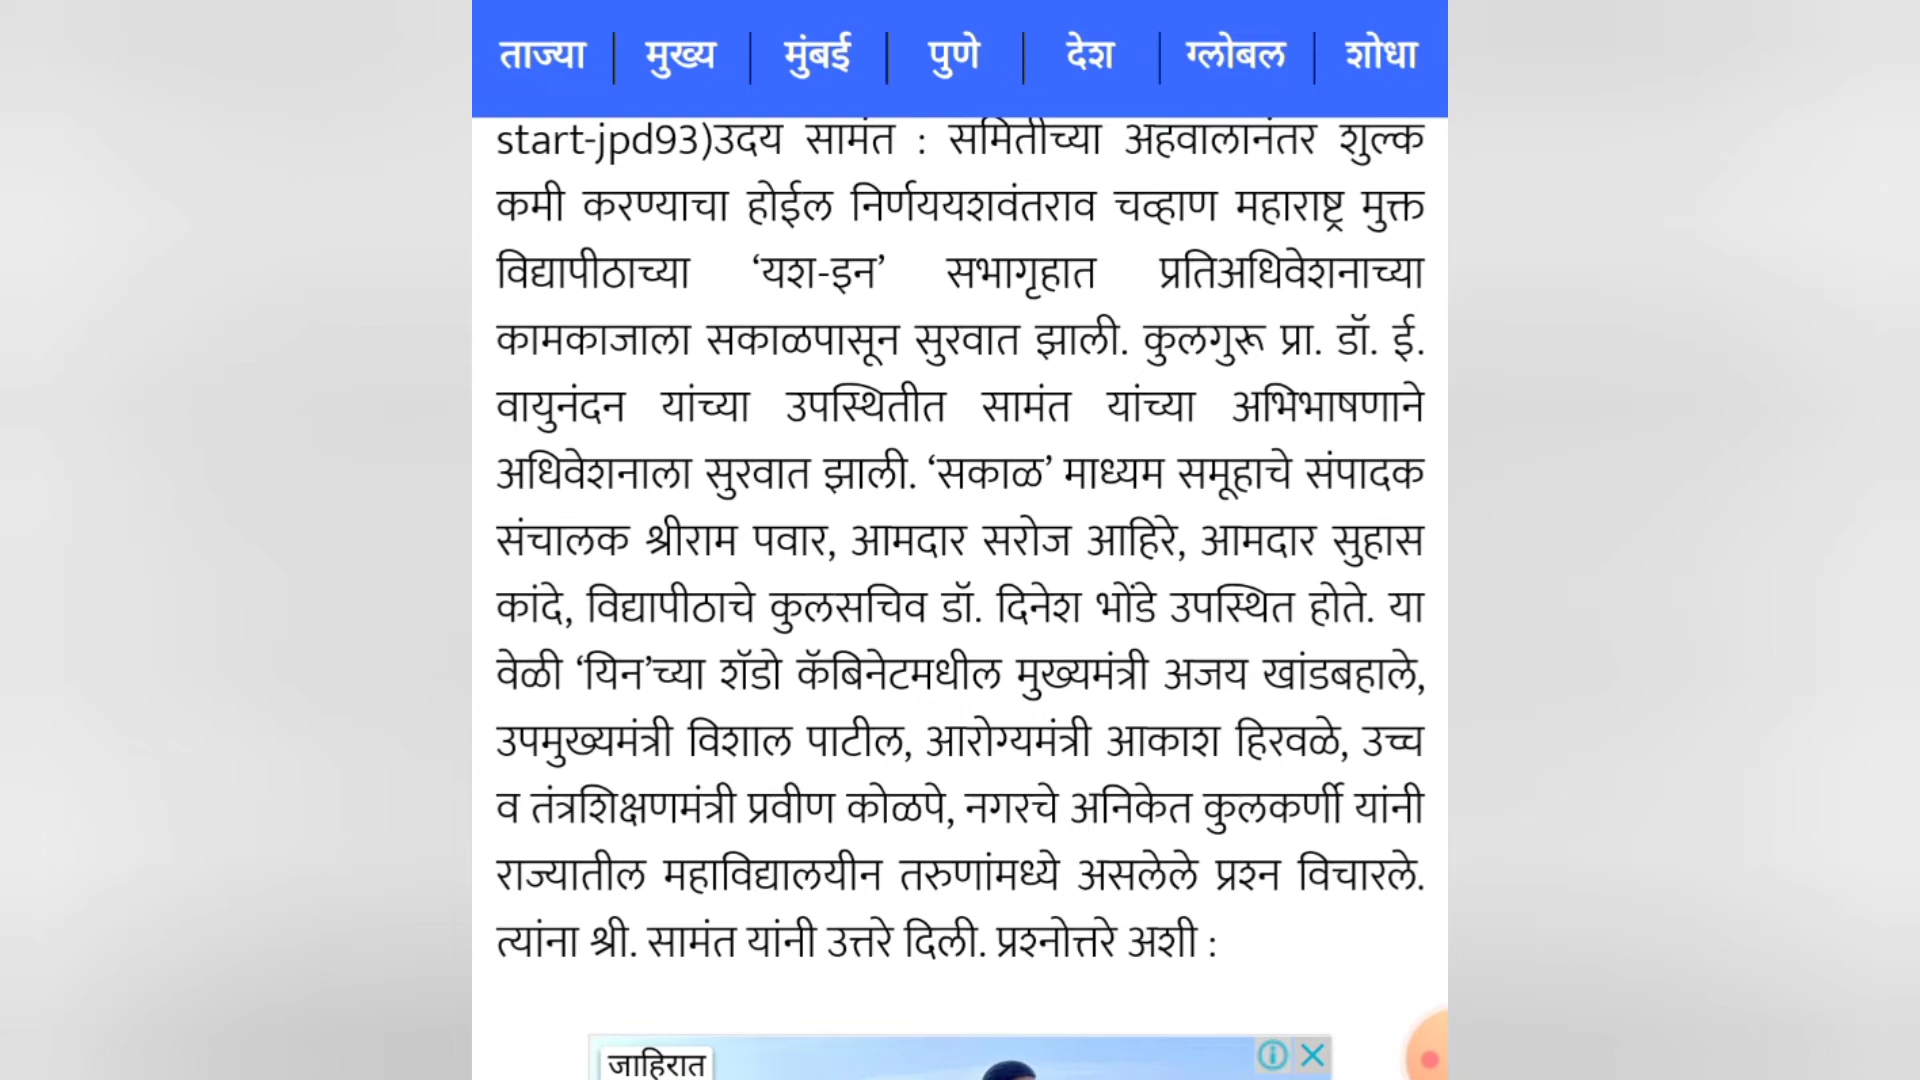 ताज्या मुख्य मुंबई पुणे देश ग्लोबल शोधा
start-jpd93)उदय सामंत : समितीच्या अहवालानंतर शुल्क
कमी करण्याचा होईल निर्णययशवंतराव चव्हाण महाराष्ट्र मुक्त
विद्यापीठाच्या ‘यश-इन’ सभागृहात प्रतिअधिवेशनाच्या
कामकाजाला सकाळपासून सुरवात झाली. कुलगुरू प्रा. डॉ. ई.
वायुनंदन यांच्या उपस्थितीत सामंत यांच्या अभिभाषणाने
अधिवेशनाला सुरवात झाली. ‘सकाळ’ माध्यम समूहाचे संपादक
संचालक श्रीराम पवार, आमदार सरोज आहिरे, आमदार सुहास
कांदे, विद्यापीठाचे कुलसचिव डॉ. दिनेश भोंडे उपस्थित होते. या
वेळी ‘यिन’च्या शॅडो कॅबिनेटमधील मुख्यमंत्री अजय खांडबहाले,
उपमुख्यमंत्री विशाल पाटील, आरोग्यमंत्री आकाश हिरवळे, उच्च
व तंत्रशिक्षणमंत्री प्रवीण कोळपे, नगरचे अनिकेत कुलकर्णी यांनी
राज्यातील महाविद्यालयीन तरुणांमध्ये असलेले प्रश्न विचारले.
त्यांना श्री. सामंत यांनी उत्तरे दिली. प्रश्नोत्तरे अशी :
जाहिरात